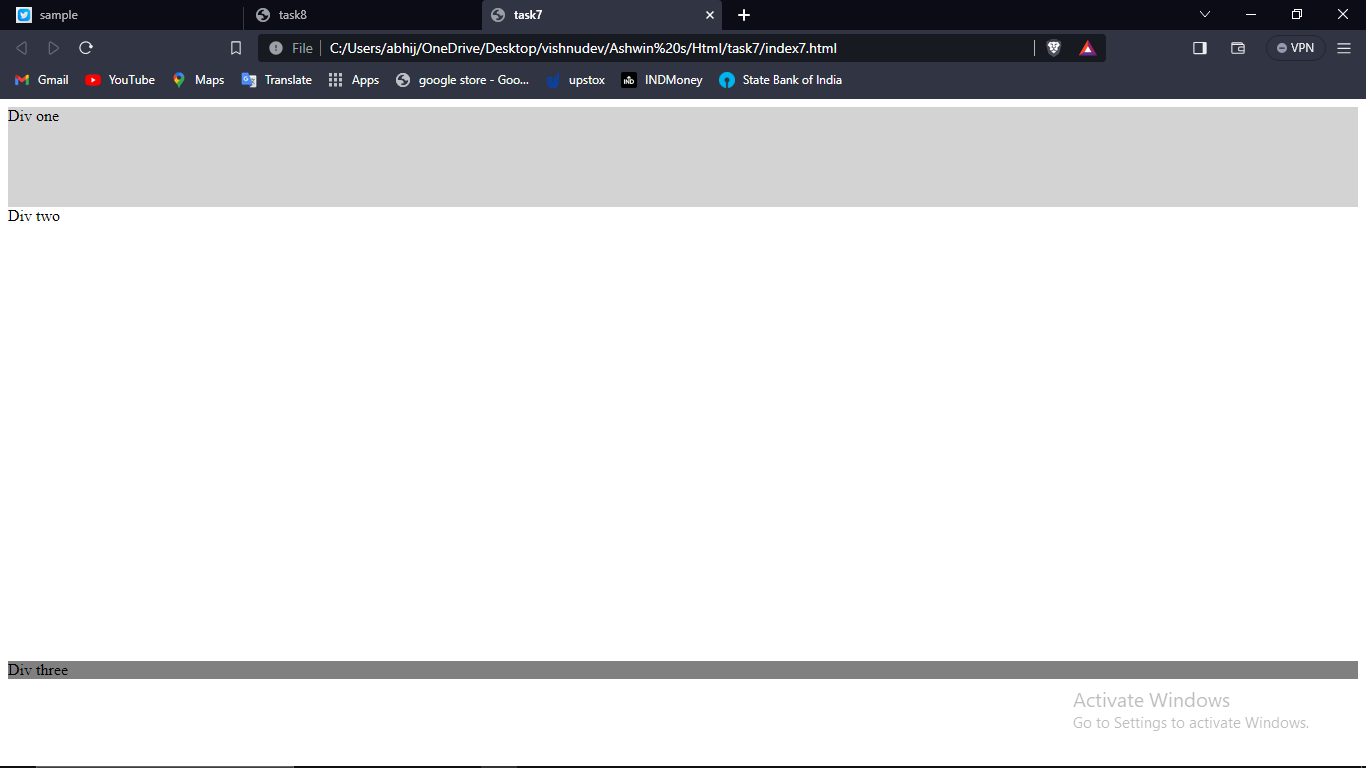 sample
task8
task7
File
C:/Users/abhij/OneDrive/Desktop/vishnudev/Ashwin%20s/Html/task7/index7.html
VPN
Gmail
YouTube
Maps
Translate
Apps
google store - Goo...
upstox
IND
INDMoney
State Bank of India
Div one
Div two
Div three
Activate Windows
Go to Settings to activate Windows.